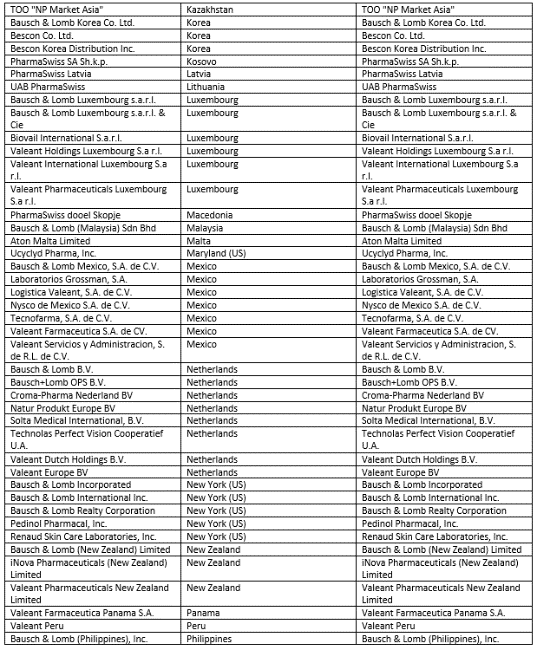 TOO "NP Market Asia" Kazakhstan TOO "NP Market Asia"
Bausch & Lomb Korea Co. Ltd. Korea Bausch & Lomb Korea Co. Ltd.
Bescon Co. Ltd. Korea Bescon Co. Ltd.
Bescon Korea Distribution Inc. Korea Bescon Korea Distribution Inc.
PharmaSwiss SA Sh.k.p. Kosovo PharmaSwiss SA Sh.k.p.
PharmaSwiss Latvia Latvia PharmaSwiss Latvia
UAB PharmaSwiss Lithuania UAB PharmaSwiss
Bausch & Lomb Luxembourg s.a.r.l. Luxembourg Bausch & Lomb Luxembourg s.a.r.l.
Bausch & Lomb Luxembourg s.a.r.l. & Luxembourg Bausch & Lomb Luxembourg s.a.r.l. &
Cie Cie
Biovail International S.a.r.l. Luxembourg Biovail International S.a.r.l.
Valeant Holdings Luxembourg S.a r.l. Luxembourg Valeant Holdings Luxembourg S.a r.l.
Valeant International Luxembourg S.a Luxembourg Valeant International Luxembourg S.a
r.l. r.l.
Valeant Pharmaceuticals Luxembourg Luxembourg Valeant Pharmaceuticals Luxembourg
S.a r.l. S.a r.l.
PharmaSwiss dooel Skopje Macedonia PharmaSwiss dooel Skopje
Bausch & Lomb (Malaysia) Sdn Bhd Malaysia Bausch & Lomb (Malaysia) Sdn Bhd
Aton Malta Limited Malta Aton Malta Limited
Ucyclyd Pharma, Inc. Maryland (US) Ucyclyd Pharma, Inc.
Bausch & Lomb Mexico, S.A. de C.V. Mexico Bausch & Lomb Mexico, S.A. de C.V.
Laboratorios Grossman, S.A. Mexico Laboratorios Grossman, S.A.
Logistica Valeant, S.A. de C.V. Mexico Logistica Valeant, S.A. de C.V.
Nysco de Mexico S.A. de C.V. Mexico Nysco de Mexico S.A. de C.V.
Tecnofarma, S.A. de C.V. Mexico Tecnofarma, S.A. de C.V.
Valeant Farmaceutica S.A. de CV. Mexico Valeant Farmaceutica S.A. de CV.
Valeant Servicios y Administracion, S. Mexico Valeant Servicios y Administracion, S.
de R.L. de C.V. de R.L. de C.V.
Bausch & Lomb B.V. Netherlands Bausch & Lomb B.V.
Bausch+Lomb OPS B.V. Netherlands Bausch+Lomb OPS B.V.
Croma-Pharma Nederland BV Netherlands Croma-Pharma Nederland BV
Natur Produkt Europe BV Netherlands Natur Produkt Europe BV
Solta Medical International, B.V. Netherlands Solta Medical International, B.V.
Technolas Perfect Vision Cooperatief Netherlands Technolas Perfect Vision Cooperatief
U.A. U.A.
Valeant Dutch Holdings B.V. Netherlands Valeant Dutch Holdings B.V.
Valeant Europe BV Netherlands Valeant Europe BV
Bausch & Lomb Incorporated New York (US) Bausch & Lomb Incorporated
Bausch & Lomb International Inc. New York (US) Bausch & Lomb International Inc.
Bausch & Lomb Realty Corporation New York (US) Bausch & Lomb Realty Corporation
Pedinol Pharmacal, Inc. New York (US) Pedinol Pharmacal, Inc.
Renaud Skin Care Laboratories, Inc. New York (US) Renaud Skin Care Laboratories, Inc.
Bausch & Lomb (New Zealand) Limited New Zealand Bausch & Lomb (New Zealand) Limited
iNova Pharmaceuticals (New Zealand) New Zealand iNova Pharmaceuticals (New Zealand)
Limited Limited
Valeant Pharmaceuticals New Zealand New Zealand Valeant Pharmaceuticals New Zealand
Limited Limited
Valeant Farmaceutica Panama S.A. Panama Valeant Farmaceutica Panama S.A.
Valeant Peru Peru Valeant Peru
Bausch & Lomb (Philippines), Inc. Philippines Bausch & Lomb (Philippines), Inc.